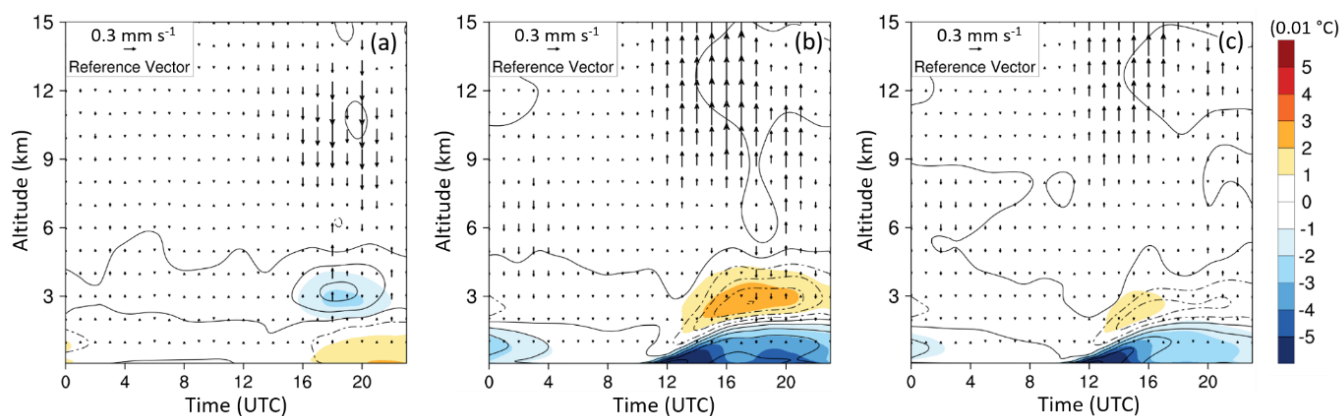 15
12
9
6
3
Altitude (km)
0.3 mm s⁻¹
Reference Vector
(a)
0 4 8 12 16 20
Time (UTC)
15
12
9
6
3
Altitude (km)
0.3 mm s⁻¹
Reference Vector
(b)
0 4 8 12 16 20
Time (UTC)
15
12
9
6
3
Altitude (km)
0.3 mm s⁻¹
Reference Vector
(c)
0 4 8 12 16 20
Time (UTC)
(0.01 °C)
5
4
3
2
1
0
-1
-2
-3
-4
-5